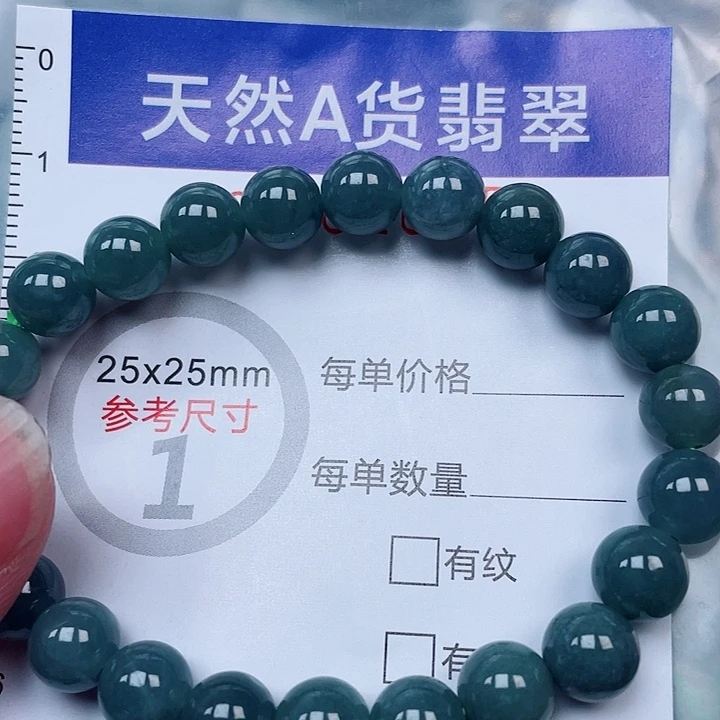 天然A货翡翠
0
1
25x25mm
参考尺寸
1
每单价格
每单数量
有纹
有